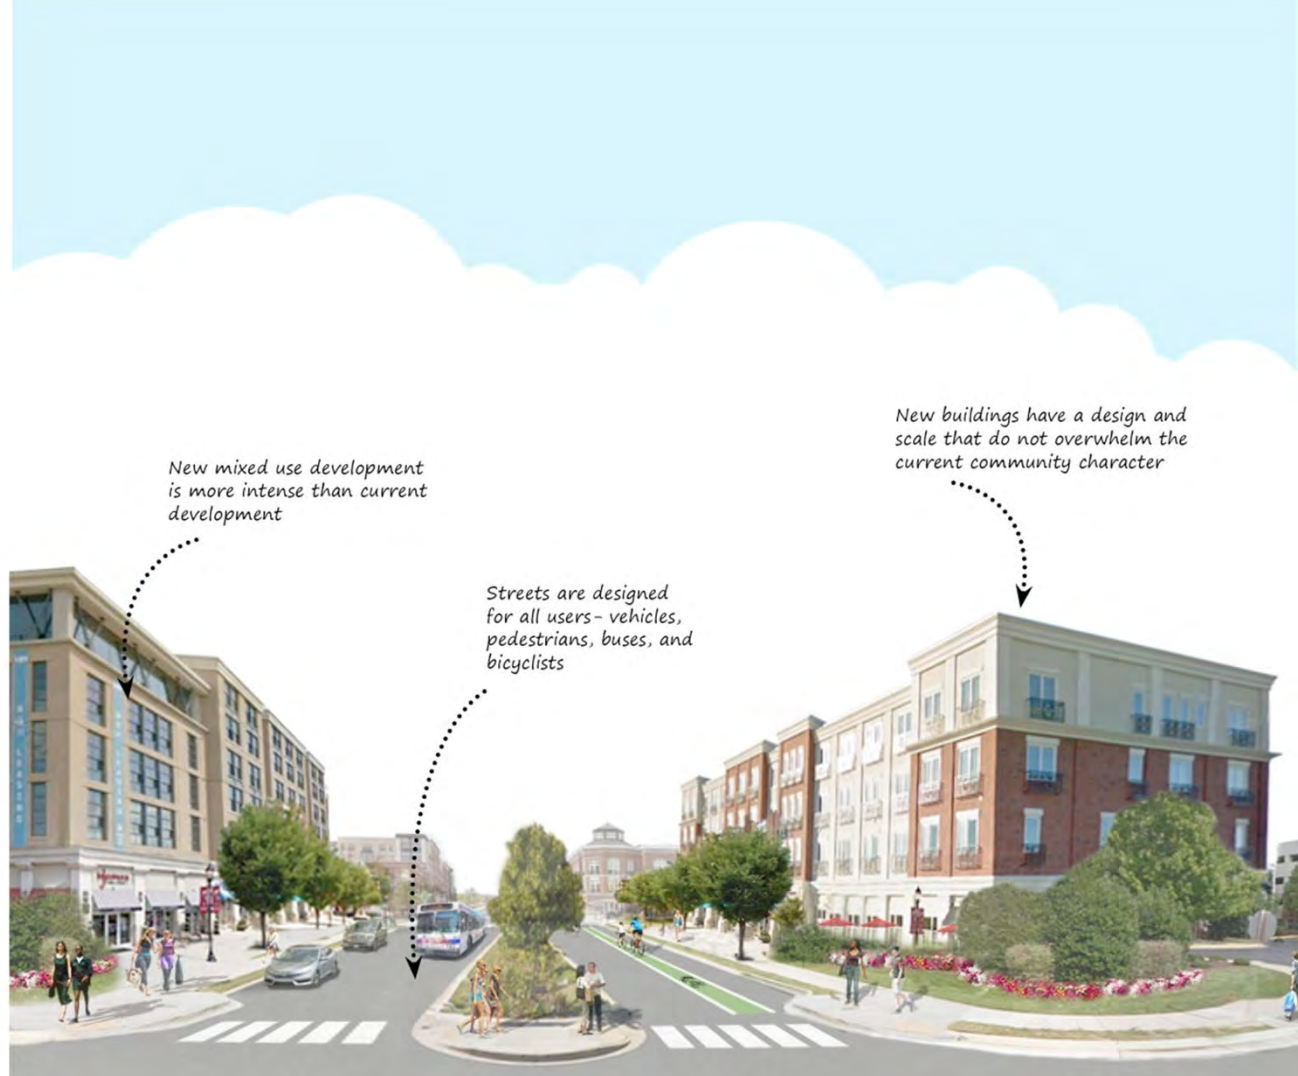 New buildings have a design and
scale that do not overwhelm the
current community character
New mixed use development
is more intense than current
development
Streets are designed
for all users- vehicles,
pedestrians, buses, and
bicyclists